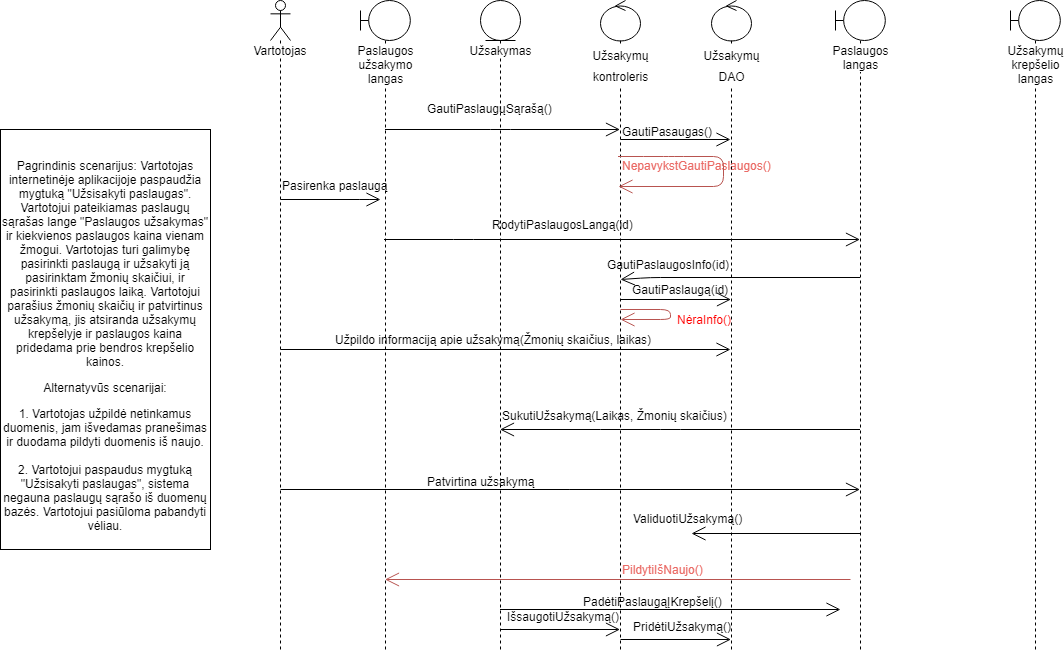 Vartotojas
Paslaugos
užsakymo
langas
Užsakymas
Užsakymų
kontroleris
Užsakymų
DAO
Paslaugos
langas
Užsakymų
krepšelio
langas
GautiPaslaugųSąrašą()
GautiPasaugas()
NepavykstGautiPaslaugos()
Pasirenka paslaugą
RodytiPaslaugosLangą(id)
GautiPaslaugosInfo(id)
GautiPaslaugą(id)
NėraInfo()
Užpildo informaciją apie užsakymą(Žmonių skaičius, laikas)
SukutiUžsakymą(Laikas, Žmonių skaičius)
Patvirtina užsakymą
ValiduotiUžsakymą()
PildytiIšNaujo()
PadėtiPaslaugąĮKrepšelį()
IšsaugotiUžsakymą()
PridėtiUžsakymą()
Pagrindinis scenarijus: Vartotojas
internetinėje aplikacijoje paspaudžia
mygtuką "Užsisakyti paslaugas".
Vartotojui pateikiamas paslaugų
sąrašas lange "Paslaugos užsakymas"
ir kiekvienos paslaugos kaina vienam
žmogui. Vartotojas turi galimybę
pasirinkti paslaugą ir užsakyti ją
pasirinktam žmonių skaičiui, ir
pasirinkti paslaugos laiką. Vartotojui
parašius žmonių skaičių ir patvirtinus
užsakymą, jis atsiranda užsakymų
krepšelyje ir paslaugos kaina
pridedama prie bendros krepšelio
kainos.
Alternatyvūs scenarijai:
1. Vartotojas užpildė netinkamus
duomenis, jam išvedamas pranešimas
ir duodama pildyti duomenis iš naujo.
2. Vartotojui paspaudus mygtuką
"Užsisakyti paslaugas", sistema
negauna paslaugų sąrašo iš duomenų
bazės. Vartotojui pasiūloma pabandyti
vėliau.